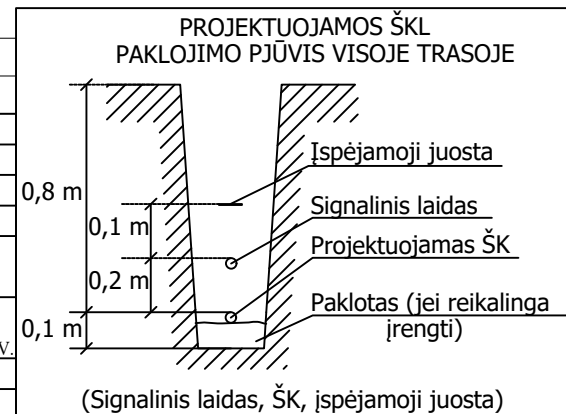 PROJEKTUOJAMOS ŠKL
PAKLOJIMO PJŪVIS VISOJE TRASOJE
Įspėjamoji juosta
0,8 m
Signalinis laidas
0,1 m
Projektuojamas ŠK
0,2 m
Paklotas (jei reikalinga
įrengti)
0,1 m
V.
(Signalinis laidas, ŠK, įspėjamoji juosta)